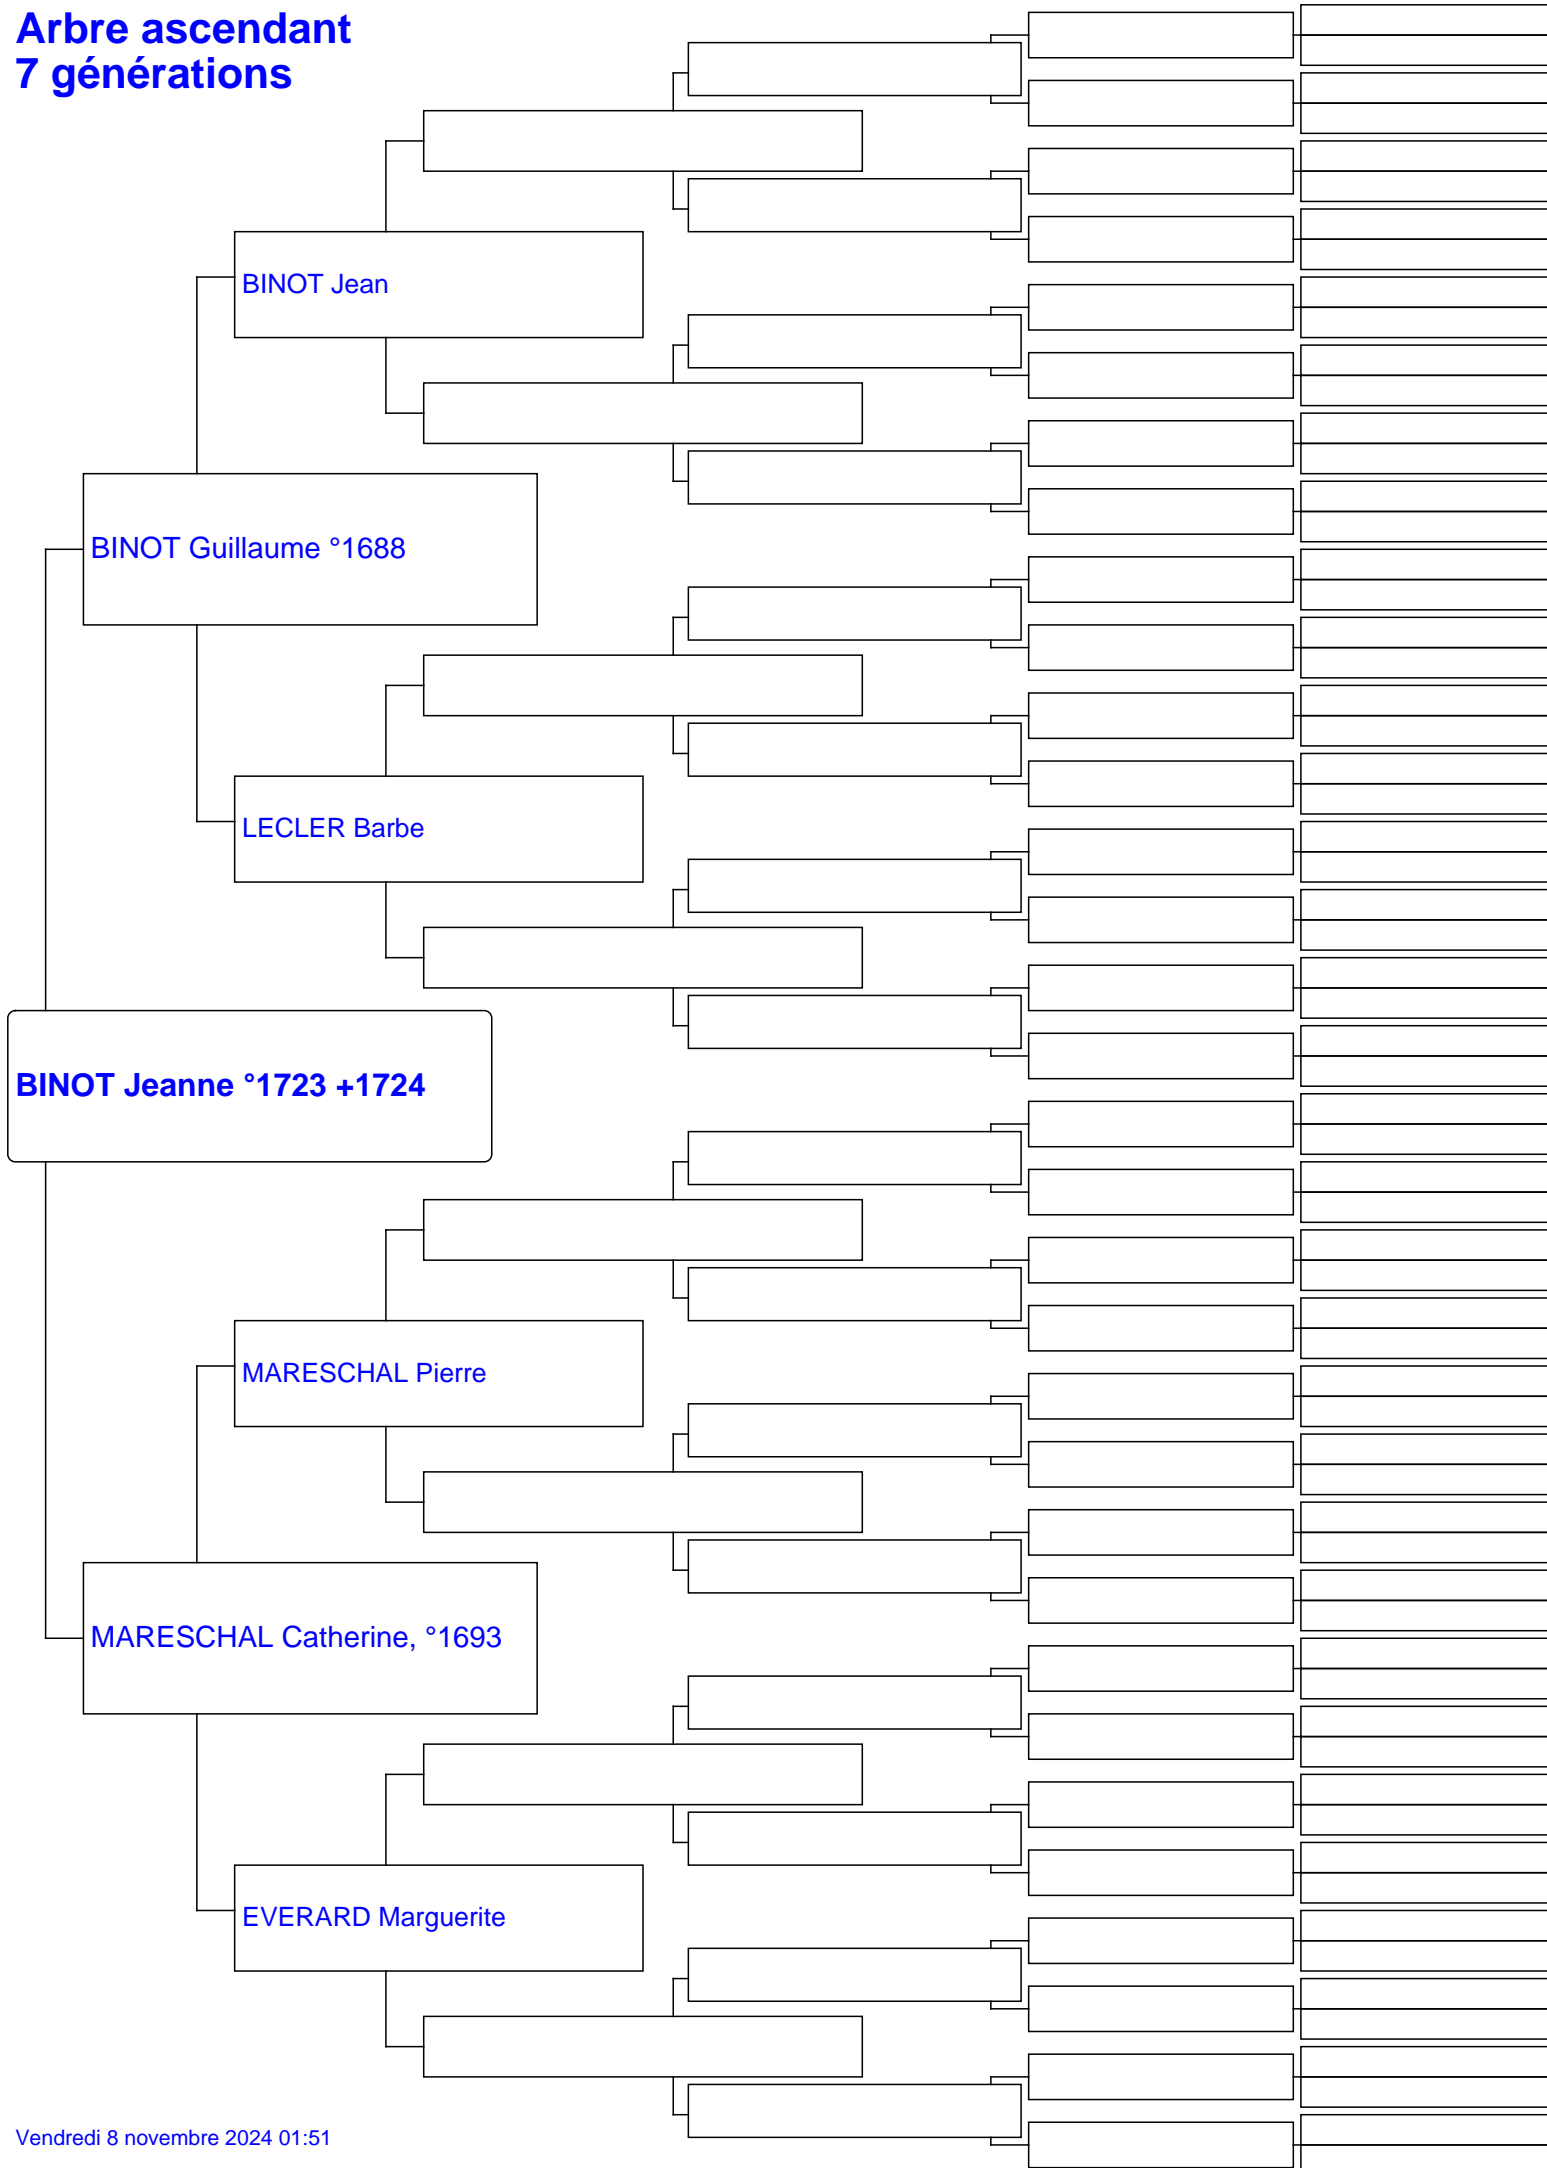 Arbre ascendant
7 générations
BINOT Jean
BINOT Guillaume °1688
LECLER Barbe
BINOT Jeanne °1723 +1724
MARESCHAL Pierre
MARESCHAL Catherine, °1693
EVERARD Marguerite
Vendredi 8 novembre 2024 01:51